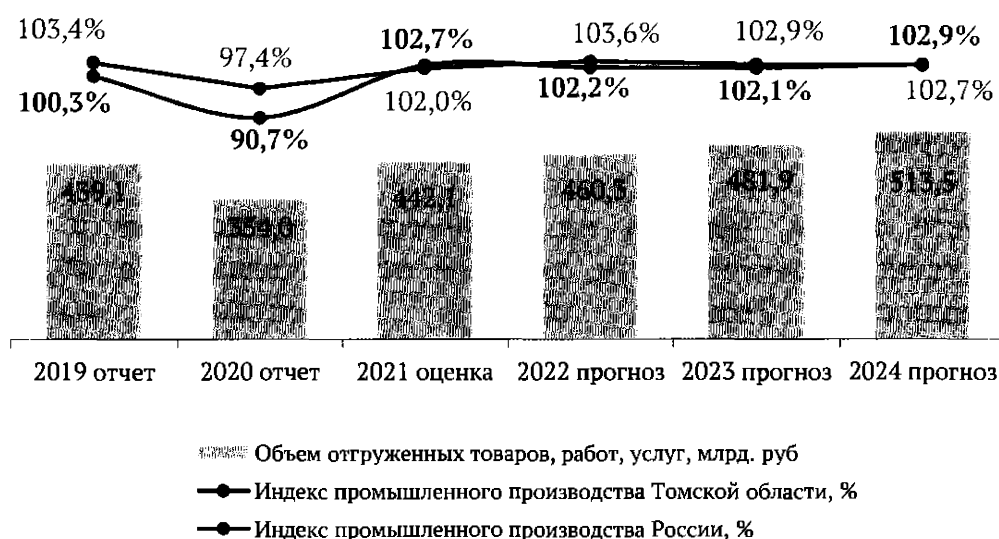 103,4%
97,4%
102,7%
103,6%
102,9%
102,9%
100,3%
90,7%
102,0%
102,2%
102,1%
102,7%
439,1
354,0
442,1
460,3
481,9
513,5
2019 отчет
2020 отчет
2021 оценка
2022 прогноз
2023 прогноз
2024 прогноз
Объем отгруженных товаров, работ, услуг, млрд. руб
Индекс промышленного производства Томской области, %
Индекс промышленного производства России, %